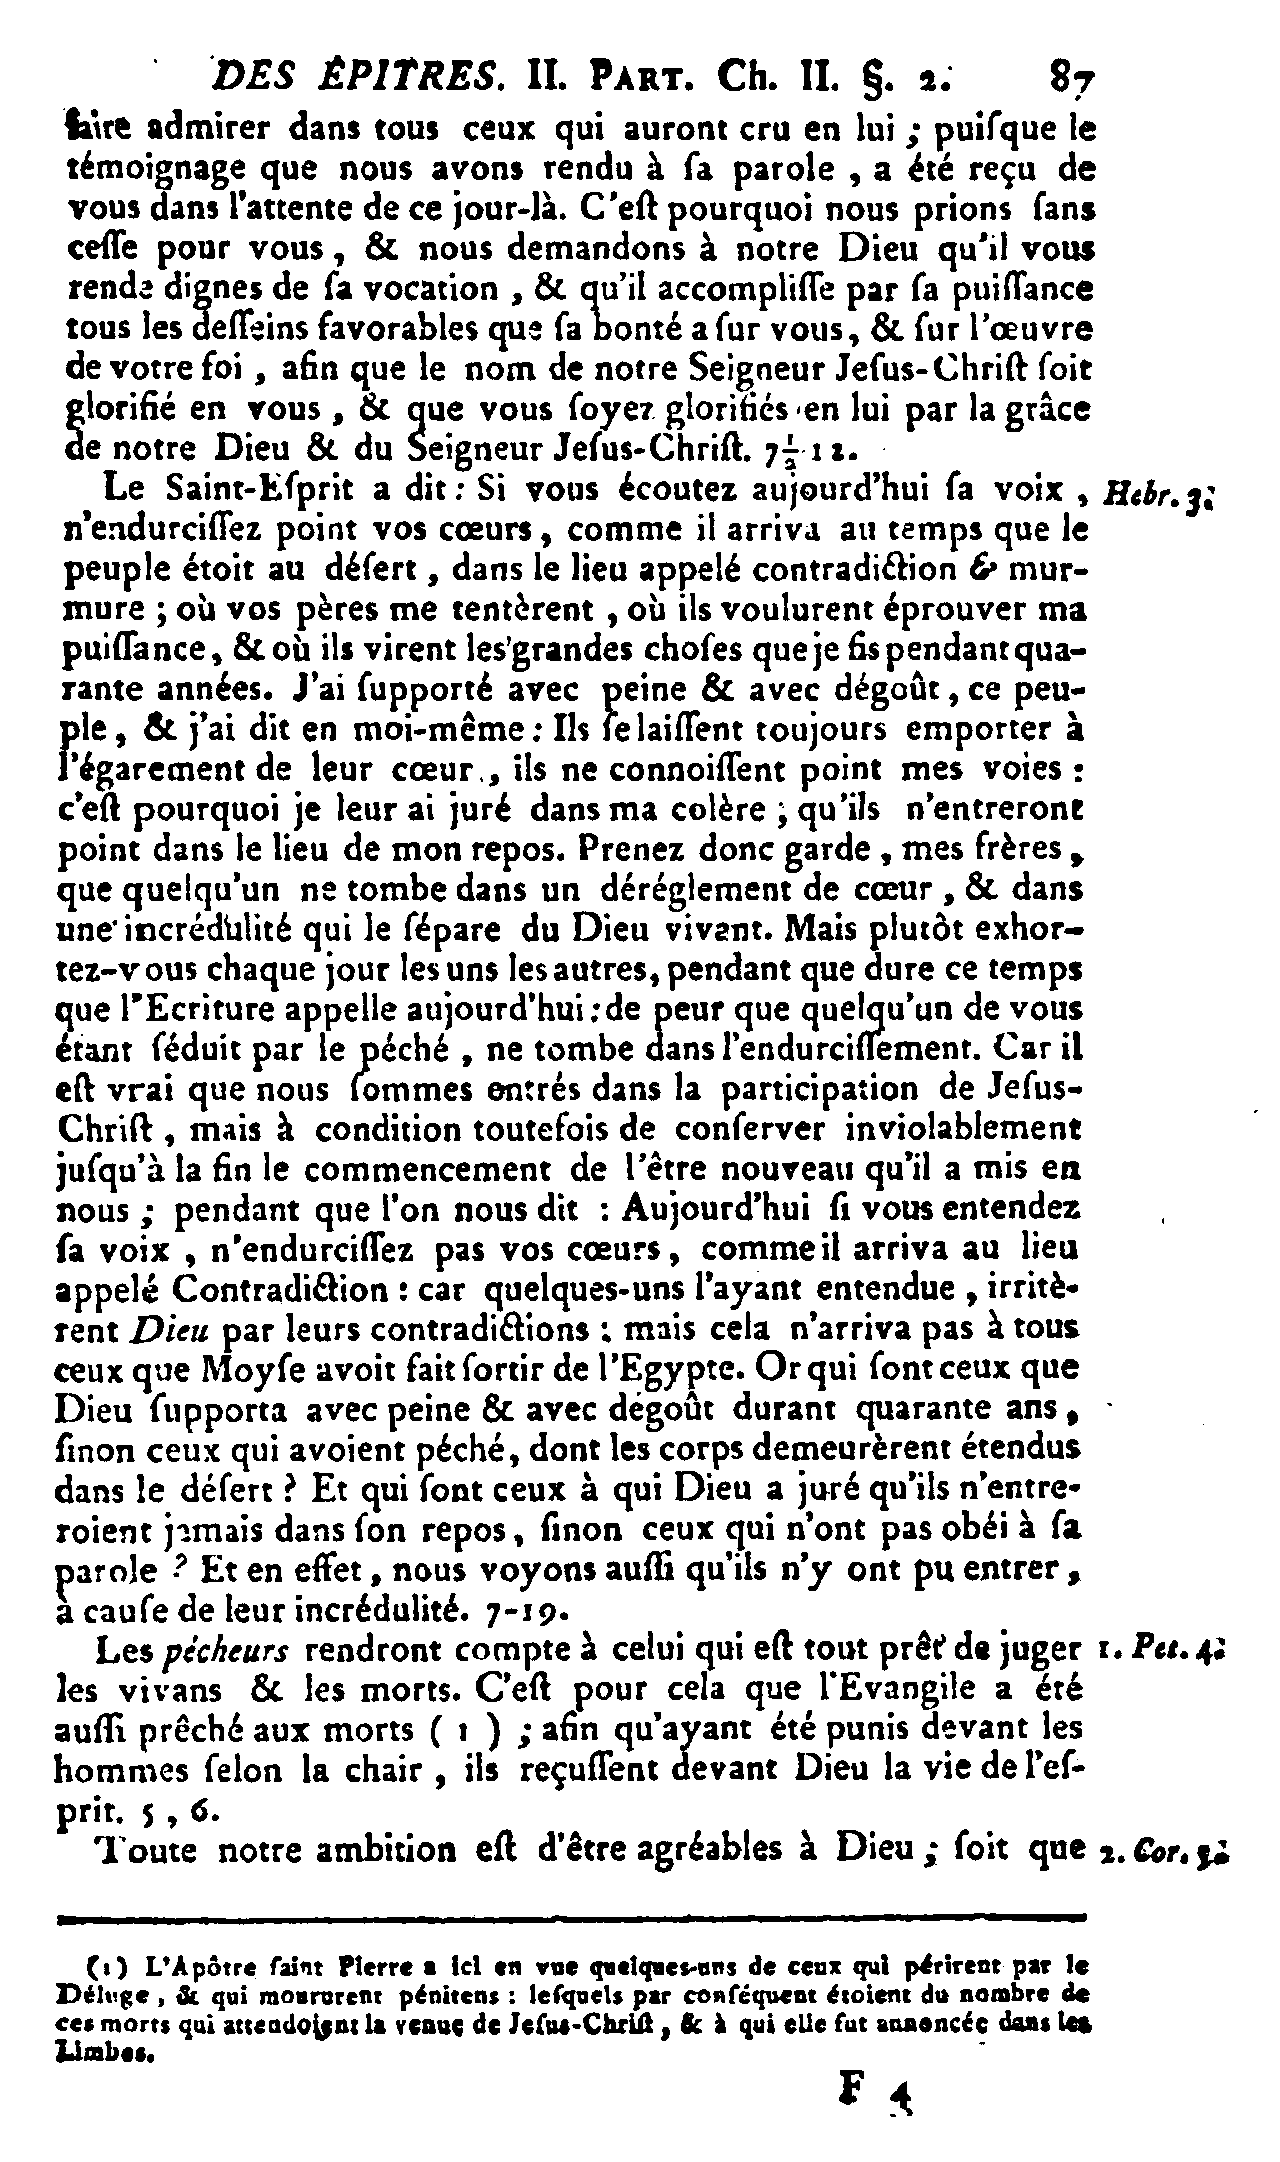 DES ÉPITRES. II. PART. Ch. II. §. 2. 87
faire admirer dans tous ceux qui auront cru en lui ; puiſque le
témoignage que nous avons rendu à ſa parole , a été reçu de
vous dans l'attente de ce jour-là. C'eſt pourquoi nous prions ſans
ceſſe pour vous, & nous demandons à notre Dieu qu'il vous
rende dignes de ſa vocation , & qu'il accompliſſe par ſa puiſſance
tous les deſſeins favorables que ſa bonté a ſur vous, & ſur l'œuvre
de votre foi , afin que le nom de notre Seigneur Jeſus-Chriſt ſoit
glorifié en vous , & que vous ſoyez glorifiés en lui par la grâce
de notre Dieu & du Seigneur Jeſus-Chriſt. 7½-12.
Le Saint-Eſprit a dit : Si vous écoutez aujourd'hui ſa voix , Hebr. 3.
n'endurciſſez point vos cœurs, comme il arriva au temps que le
peuple étoit au déſert , dans le lieu appelé contradiction & mur-
mure ; où vos pères me tentèrent , où ils voulurent éprouver ma
puiſſance, & où ils virent les grandes choſes que je fis pendant qua-
rante années. J'ai ſupporté avec peine & avec dégoût , ce peu-
ple, & j'ai dit en moi-même : Ils ſe laiſſent toujours emporter à
l'égarement de leur cœur , ils ne connoiſſent point mes voies :
c'eſt pourquoi je leur ai juré dans ma colère ; qu'ils n'entreront
point dans le lieu de mon repos. Prenez donc garde , mes frères ,
que quelqu'un ne tombe dans un déréglement de cœur , & dans
une incrédulité qui le ſépare du Dieu vivant. Mais plutôt exhor-
tez-vous chaque jour les uns les autres, pendant que dure ce temps
que l'Ecriture appelle aujourd'hui : de peur que quelqu'un de vous
étant ſéduit par le péché , ne tombe dans l'endurciſſement. Car il
eſt vrai que nous ſommes entrés dans la participation de Jeſus-
Chriſt , mais à condition toutefois de conſerver inviolablement
juſqu'à la fin le commencement de l'être nouveau qu'il a mis en
nous ; pendant que l'on nous dit : Aujourd'hui ſi vous entendez
ſa voix , n'endurciſſez pas vos cœurs, comme il arriva au lieu
appelé Contradiction : car quelques-uns l'ayant entendue , irritè-
rent Dieu par leurs contradictions ; mais cela n'arriva pas à tous
ceux que Moyſe avoit fait ſortir de l'Egypte. Or qui ſont ceux que
Dieu ſupporta avec peine & avec dégoût durant quarante ans ,
ſinon ceux qui avoient péché, dont les corps demeurèrent étendus
dans le déſert ? Et qui ſont ceux à qui Dieu a juré qu'ils n'entre-
roient jamais dans ſon repos, ſinon ceux qui n'ont pas obéi à ſa
parole ? Et en effet, nous voyons auſſi qu'ils n'y ont pu entrer ,
à cauſe de leur incrédulité. 7-19.
Les pécheurs rendront compte à celui qui eſt tout prêt de juger 1. Pet. 4.
les vivans & les morts. C'eſt pour cela que l'Evangile a été
auſſi prêché aux morts ( 1 ) ; afin qu'ayant été punis devant les
hommes ſelon la chair , ils reçuſſent devant Dieu la vie de l'eſ-
prit. 5 , 6.
Toute notre ambition eſt d'être agréables à Dieu ; ſoit que 2. Cor. 5.
(1) L'Apôtre ſaint Pierre a ici en vue quelques-uns de ceux qui périrent par le
Déluge , & qui moururent pénitens : leſquels par conſéquent étoient du nombre de
ces morts qui attendoient la venue de Jeſus-Chriſt , & à qui elle fut annoncée dans les
Limbes.
F 4